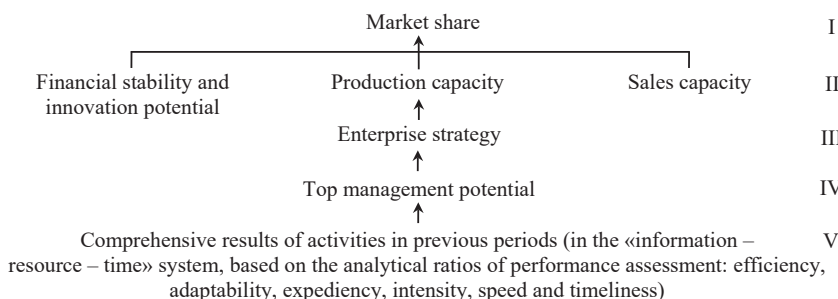 Market share I
Financial stability and Production capacity Sales capacity II
innovation potential
Enterprise strategy III
Top management potential IV
Comprehensive results of activities in previous periods (in the «information – V
resource – time» system, based on the analytical ratios of performance assessment: efficiency,
adaptability, expediency, intensity, speed and timeliness)